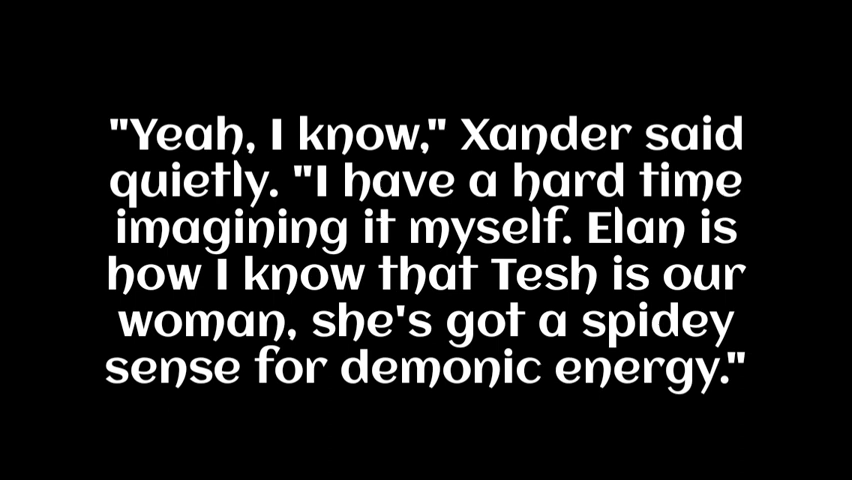 "Yeah, I know," Xander said
quietly. "I have a hard time
imagining it myself. Elan is
how I know that Tesh is our
woman, she's got a spidey
sense for demonic energy."